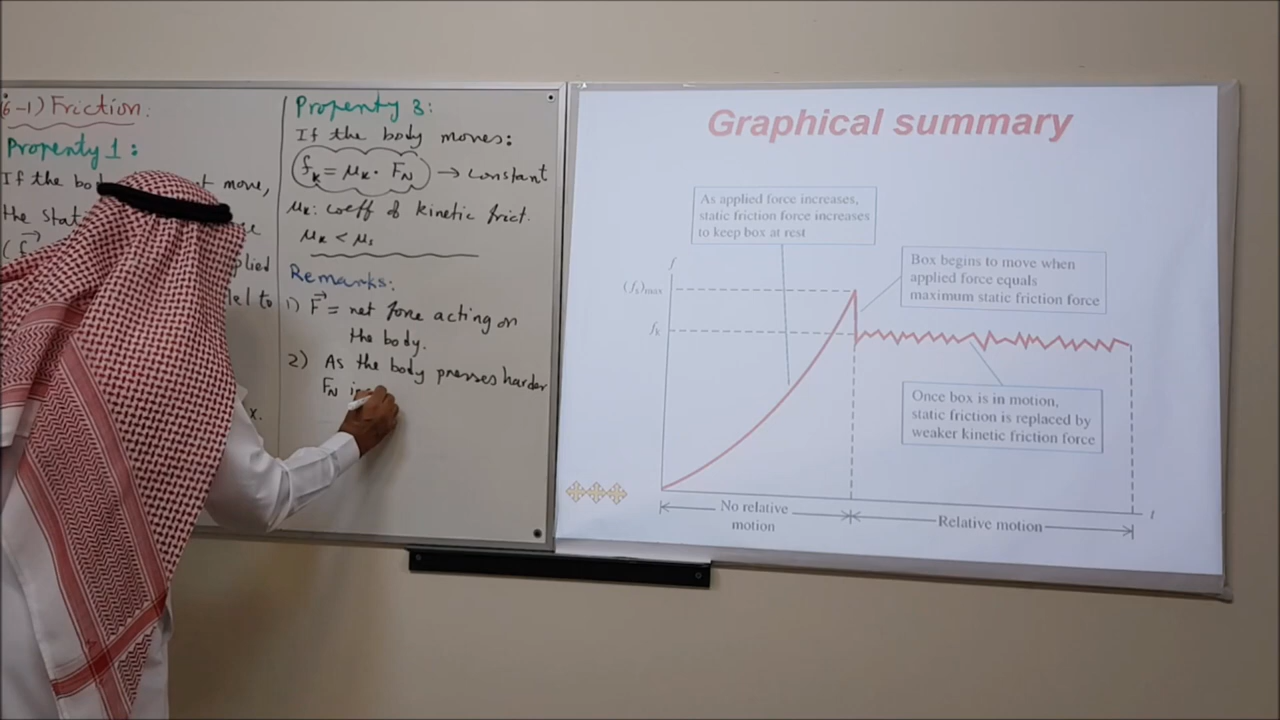 (6-1) Friction:
Property 1:
If the bod move,
the stat
plied
to
x.
Property 3:
If the body moves:
fk = μk . FN → constant
μk: coeff of kinetic frict.
μk < μs
Remarks:
1) F = net force acting on
the body.
2) As the body presses harder
FN inc
Graphical summary
As applied force increases,
static friction force increases
to keep box at rest
Box begins to move when
applied force equals
maximum static friction force
f
(fs)max
fk
Once box is in motion,
static friction is replaced by
weaker kinetic friction force
No relative
motion
Relative motion
t